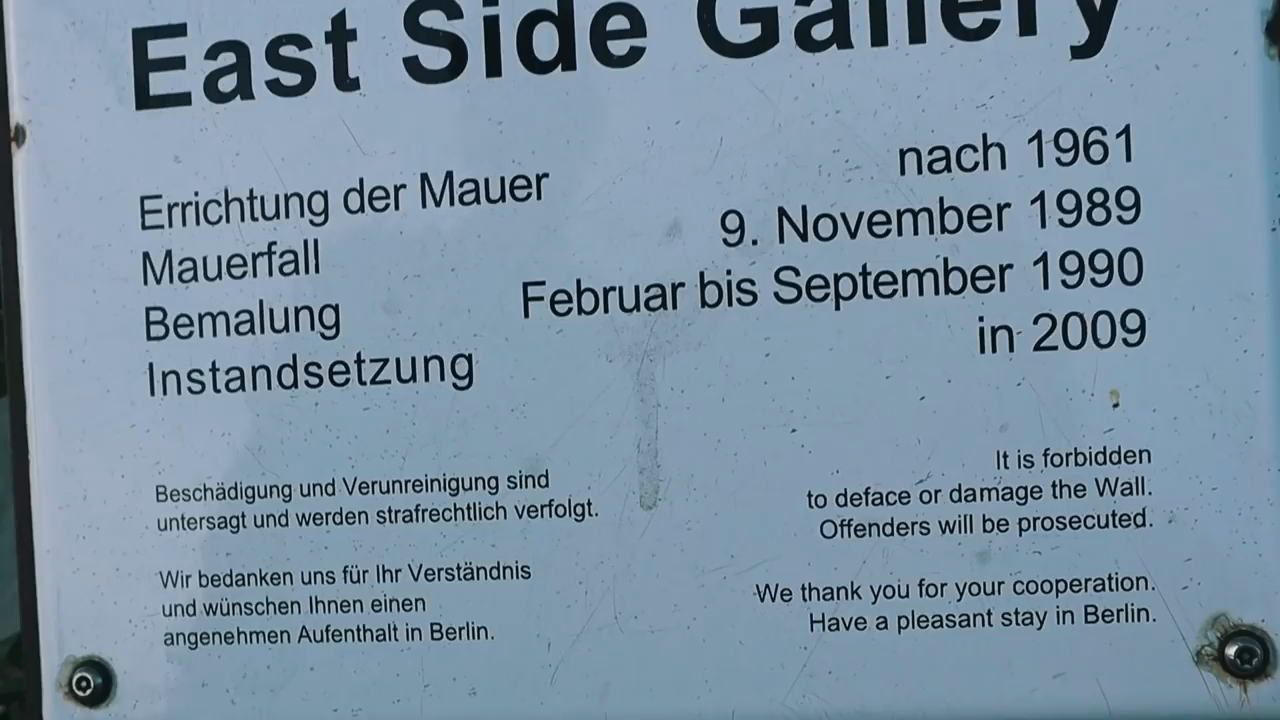 East Side Gallery
Errichtung der Mauer nach 1961
Mauerfall 9. November 1989
Bemalung Februar bis September 1990
Instandsetzung in 2009
Beschädigung und Verunreinigung sind
untersagt und werden strafrechtlich verfolgt.
Wir bedanken uns für Ihr Verständnis
und wünschen Ihnen einen
angenehmen Aufenthalt in Berlin.
It is forbidden
to deface or damage the Wall.
Offenders will be prosecuted.
We thank you for your cooperation.
Have a pleasant stay in Berlin.